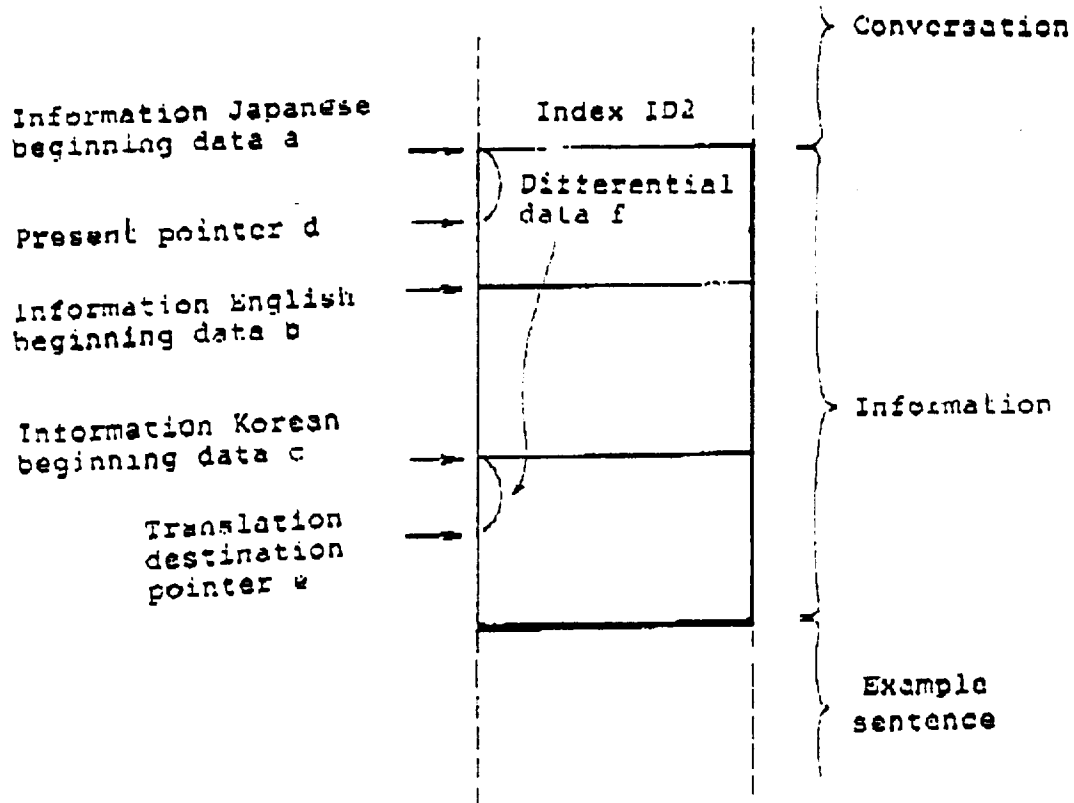 Conversation
Information Japanese
beginning data a
Index ID2
Differential
data f
Present pointer d
Information English
beginning data b
Information
Information Korean
beginning data c
Translation
destination
pointer e
Example
sentence